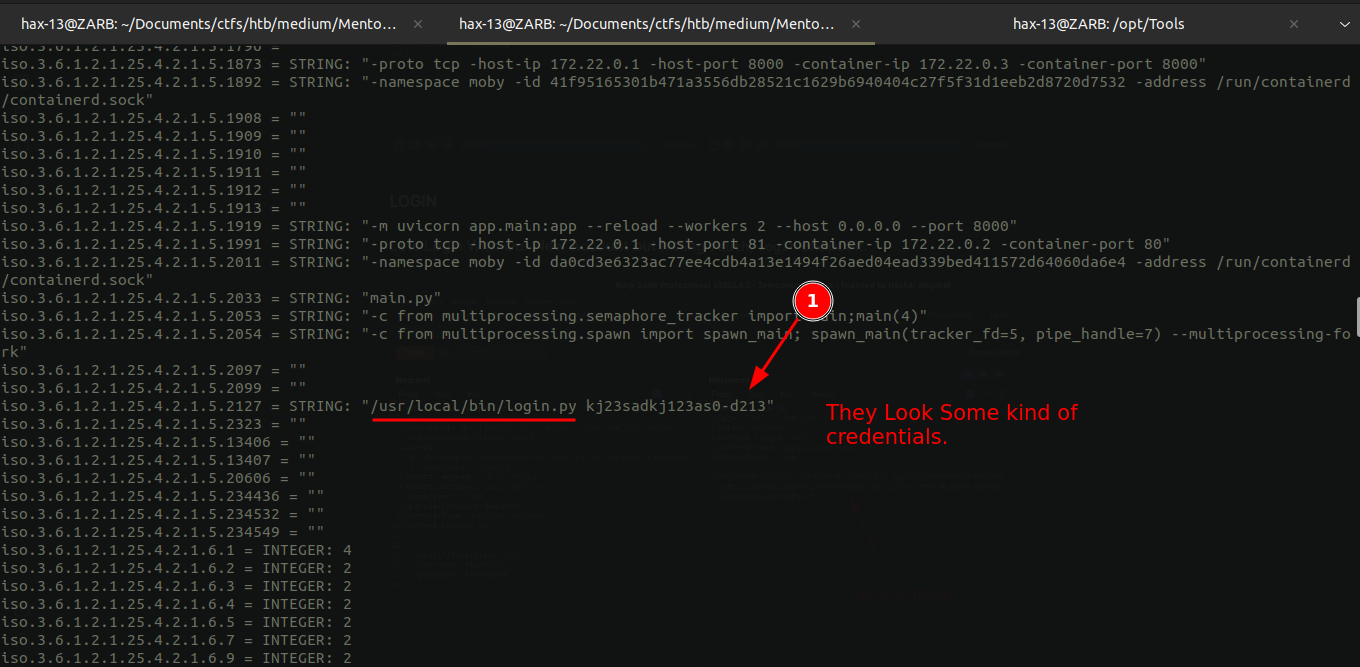 hax-13@ZARB: ~/Documents/ctfs/htb/medium/Mento...
hax-13@ZARB: ~/Documents/ctfs/htb/medium/Mento...
hax-13@ZARB: /opt/Tools
iso.3.6.1.2.1.25.4.2.1.5.1796 = ""
iso.3.6.1.2.1.25.4.2.1.5.1873 = STRING: "-proto tcp -host-ip 172.22.0.1 -host-port 8000 -container-ip 172.22.0.3 -container-port 8000"
iso.3.6.1.2.1.25.4.2.1.5.1892 = STRING: "-namespace moby -id 41f95165301b471a3556db28521c1629b6940404c27f5f31d1eeb2d8720d7532 -address /run/containerd
/containerd.sock"
iso.3.6.1.2.1.25.4.2.1.5.1908 = ""
iso.3.6.1.2.1.25.4.2.1.5.1909 = ""
iso.3.6.1.2.1.25.4.2.1.5.1910 = ""
iso.3.6.1.2.1.25.4.2.1.5.1911 = ""
iso.3.6.1.2.1.25.4.2.1.5.1912 = ""
iso.3.6.1.2.1.25.4.2.1.5.1913 = ""
LOGIN
iso.3.6.1.2.1.25.4.2.1.5.1919 = STRING: "-m uvicorn app.main:app --reload --workers 2 --host 0.0.0.0 --port 8000"
iso.3.6.1.2.1.25.4.2.1.5.1991 = STRING: "-proto tcp -host-ip 172.22.0.1 -host-port 81 -container-ip 172.22.0.2 -container-port 80"
iso.3.6.1.2.1.25.4.2.1.5.2011 = STRING: "-namespace moby -id da0cd3e6323ac77ee4cdb4a13e1494f26aed04ead339bed411572d64060da6e4 -address /run/containerd
/containerd.sock"
iso.3.6.1.2.1.25.4.2.1.5.2033 = STRING: "main.py"
1
iso.3.6.1.2.1.25.4.2.1.5.2053 = STRING: "-c from multiprocessing.semaphore_tracker import main;main(4)"
iso.3.6.1.2.1.25.4.2.1.5.2054 = STRING: "-c from multiprocessing.spawn import spawn_main; spawn_main(tracker_fd=5, pipe_handle=7) --multiprocessing-fo
rk"
iso.3.6.1.2.1.25.4.2.1.5.2097 = ""
iso.3.6.1.2.1.25.4.2.1.5.2099 = ""
iso.3.6.1.2.1.25.4.2.1.5.2127 = STRING: "/usr/local/bin/login.py kj23sadkj123as0-d213"
They Look Some kind of
credentials.
iso.3.6.1.2.1.25.4.2.1.5.2323 = ""
iso.3.6.1.2.1.25.4.2.1.5.13406 = ""
iso.3.6.1.2.1.25.4.2.1.5.13407 = ""
iso.3.6.1.2.1.25.4.2.1.5.20606 = ""
iso.3.6.1.2.1.25.4.2.1.5.234436 = ""
iso.3.6.1.2.1.25.4.2.1.5.234532 = ""
iso.3.6.1.2.1.25.4.2.1.5.234549 = ""
iso.3.6.1.2.1.25.4.2.1.6.1 = INTEGER: 4
iso.3.6.1.2.1.25.4.2.1.6.2 = INTEGER: 2
iso.3.6.1.2.1.25.4.2.1.6.3 = INTEGER: 2
iso.3.6.1.2.1.25.4.2.1.6.4 = INTEGER: 2
iso.3.6.1.2.1.25.4.2.1.6.5 = INTEGER: 2
iso.3.6.1.2.1.25.4.2.1.6.7 = INTEGER: 2
iso.3.6.1.2.1.25.4.2.1.6.9 = INTEGER: 2